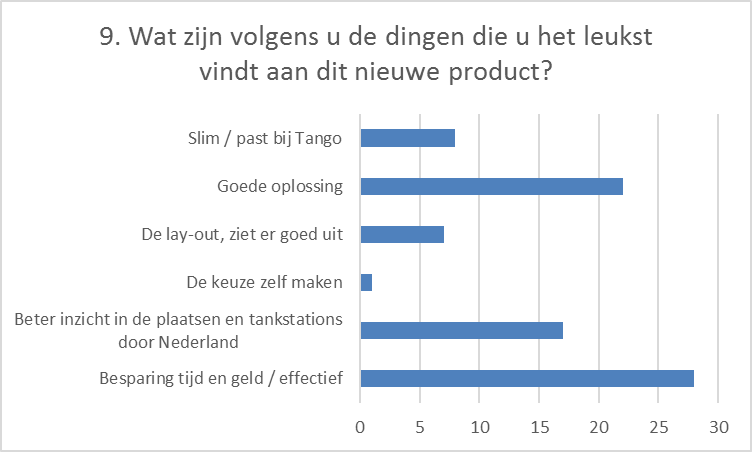 9. Wat zijn volgens u de dingen die u het leukst
vindt aan dit nieuwe product?
Slim / past bij Tango
Goede oplossing
De lay-out, ziet er goed uit
De keuze zelf maken
Beter inzicht in de plaatsen en tankstations
door Nederland
Besparing tijd en geld / effectief
0 5 10 15 20 25 30